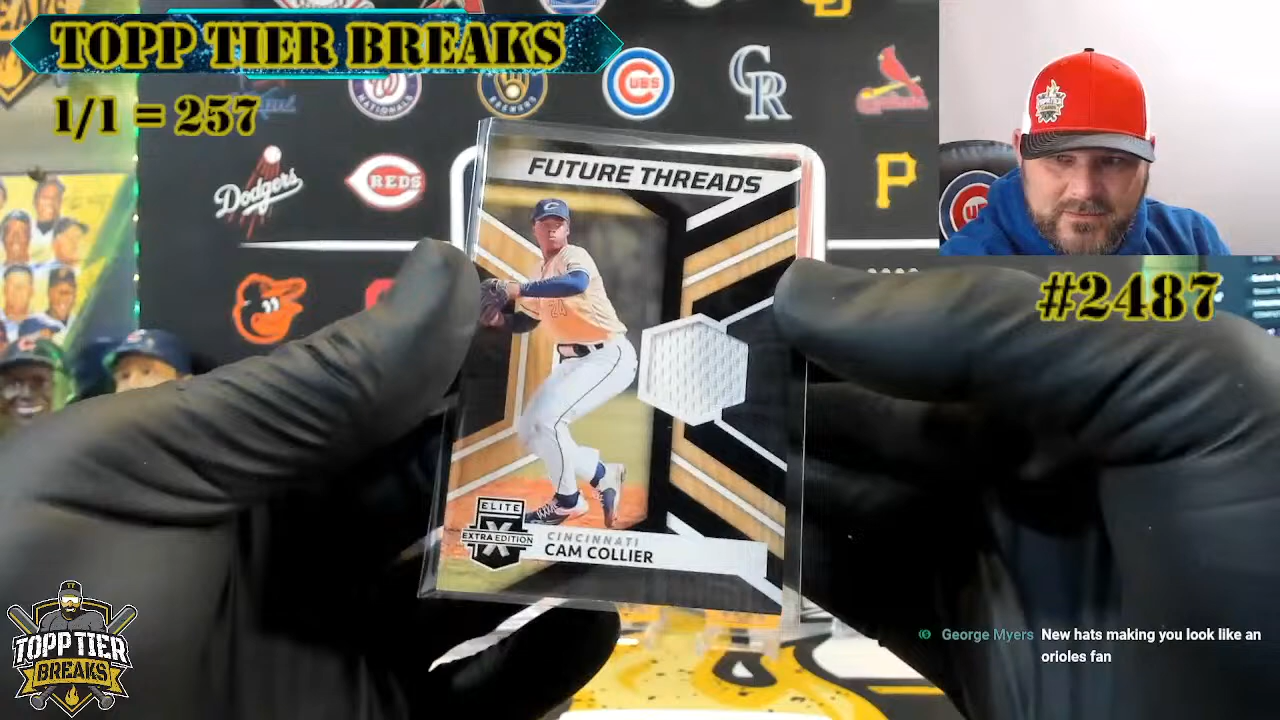 TOPP TIER BREAKS
1/1 = 257
NATIONALS
BREWERS
CUBS
CR
Dodgers
REDS
P
FUTURE THREADS
C
24
#2487
ELITE
X
EXTRA EDITION
CINCINNATI
CAM COLLIER
TOPP TIER
BREAKS
George Myers New hats making you look like an
orioles fan